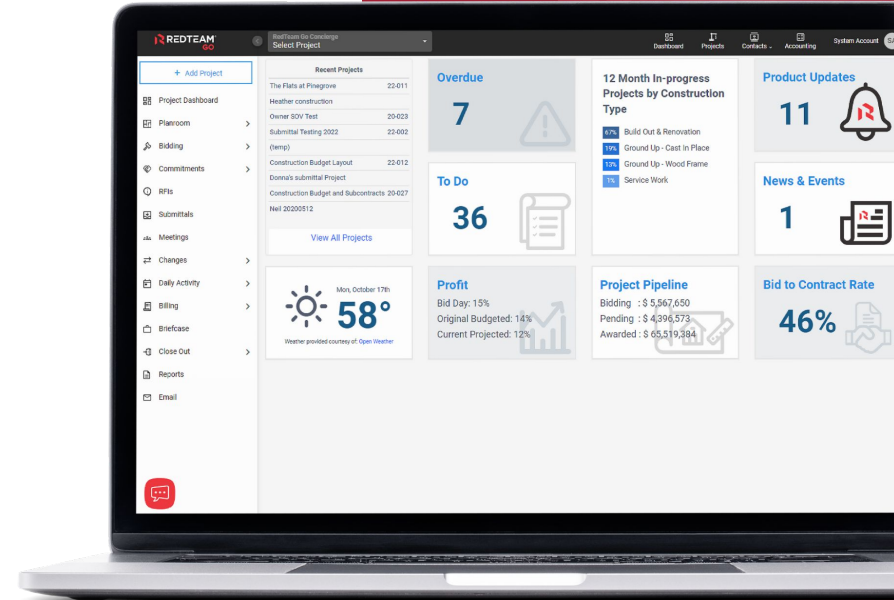 REDTEAM
GO
RedTeam Go Concierge
Select Project
Dashboard
Projects
Contacts
Accounting
System Account
SA
+ Add Project
Project Dashboard
Planroom
Bidding
Commitments
RFIs
Submittals
Meetings
Changes
Daily Activity
Billing
Briefcase
Close Out
Reports
Email
Recent Projects
The Flats at Pinegrove 22-011
Heather construction
Owner SOV Test 20-023
Submittal Testing 2022 22-002
(temp)
Construction Budget Layout 22-012
Donna's submittal Project
Construction Budget and Subcontracts 20-027
Neil 20200512
View All Projects
Mon, October 17th
58°
Weather provided courtesy of: Open Weather
Overdue
7
To Do
36
Profit
Bid Day: 15%
Original Budgeted: 14%
Current Projected: 12%
12 Month In-progress
Projects by Construction
Type
67% Build Out & Renovation
19% Ground Up - Cast In Place
13% Ground Up - Wood Frame
1% Service Work
Project Pipeline
Bidding : $ 5,567,650
Pending : $ 4,396,573
Awarded : $ 65,519,384
Product Updates
11
News & Events
1
Bid to Contract Rate
46%